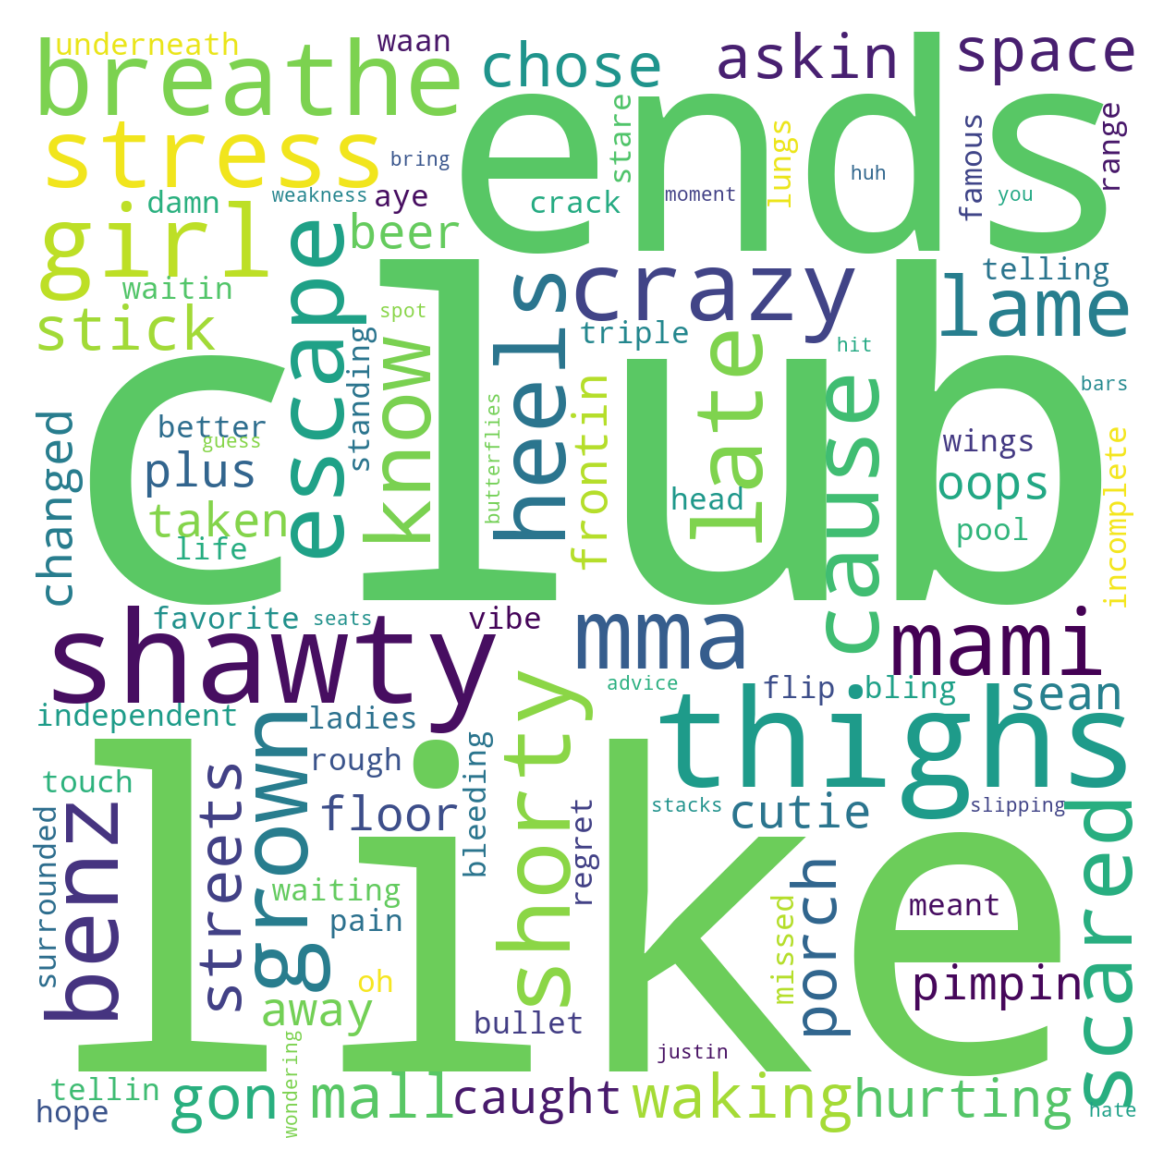 underneath
waan
breathe
chose
askin
space
ends
stress
bring
stare
lungs
famous
range
damn
weakness
aye
crack
moment
huh
you
girl
beer
escape
waitin
stick
spot
heels
crazy
telling
lame
triple
hit
club
standing
know
late
frontin
cause
bars
changed
better
guess
plus
butterflies
head
wings
oops
incomplete
taken
life
pool
favorite
seats
vibe
shawty
mma
mami
advice
flip
bling
sean
thighs
independent
ladies
grown
shorty
rough
bleeding
touch
streets
floor
regret
stacks
cutie
slipping
scared
benz
surrounded
like
waiting
pain
missed
porch
meant
oh
away
bullet
pimpin
justin
wondering
tellin
hope
gon
mall
caught
waking
hurting
hate